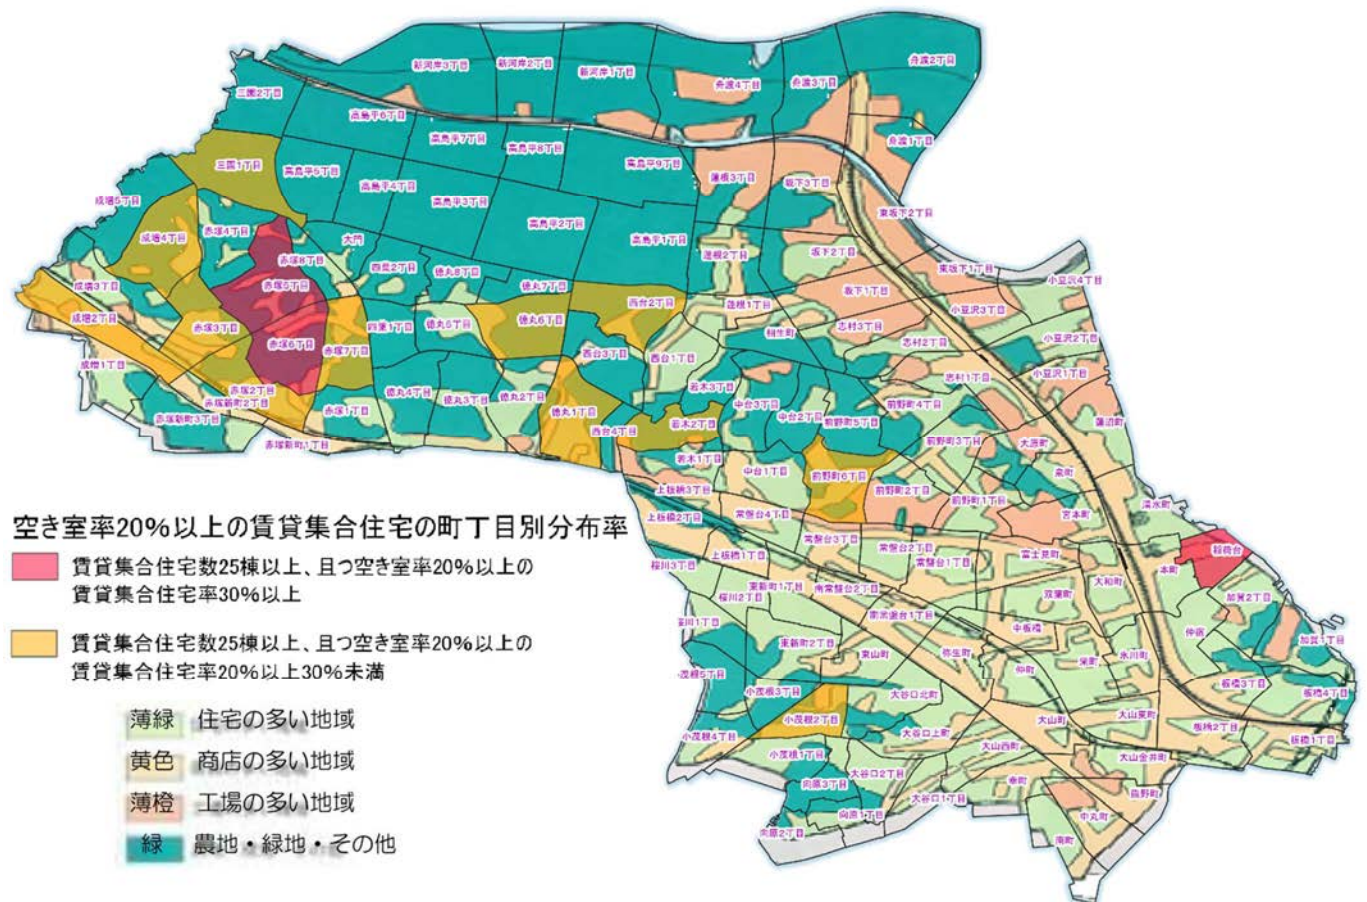 新河岸3丁目
新河岸2丁目
新河岸1丁目
舟渡4丁目
舟渡3丁目
舟渡2丁目
三園2丁目
高島平6丁目
高島平7丁目
高島平8丁目
高島平9丁目
舟渡1丁目
三園1丁目
高島平5丁目
高島平4丁目
高島平3丁目
高島平2丁目
高島平1丁目
蓮根3丁目
坂下3丁目
東坂下2丁目
成増5丁目
成増4丁目
赤塚4丁目
大門
赤塚8丁目
四葉2丁目
徳丸8丁目
徳丸7丁目
蓮根2丁目
坂下2丁目
東坂下1丁目
小豆沢4丁目
成増3丁目
赤塚5丁目
西台2丁目
蓮根1丁目
坂下1丁目
小豆沢3丁目
成増2丁目
赤塚3丁目
四葉1丁目
徳丸5丁目
徳丸6丁目
相生町
志村3丁目
志村2丁目
小豆沢2丁目
成増1丁目
赤塚6丁目
赤塚7丁目
西台3丁目
西台1丁目
志村1丁目
小豆沢1丁目
赤塚2丁目
赤塚新町2丁目
赤塚1丁目
徳丸4丁目
徳丸3丁目
徳丸2丁目
徳丸1丁目
若木3丁目
中台3丁目
中台2丁目
前野町4丁目
前野町5丁目
蓮沼町
赤塚新町3丁目
赤塚新町1丁目
西台4丁目
若木2丁目
若木1丁目
中台1丁目
前野町6丁目
前野町3丁目
大原町
泉町
上板橋3丁目
前野町2丁目
前野町1丁目
宮本町
清水町
上板橋2丁目
常盤台4丁目
常盤台3丁目
常盤台2丁目
常盤台1丁目
富士見町
本町
稲荷台
空き室率20%以上の賃貸集合住宅の町丁目別分布率
賃貸集合住宅数25棟以上、且つ空き室率20%以上の
賃貸集合住宅率30%以上
賃貸集合住宅数25棟以上、且つ空き室率20%以上の
賃貸集合住宅率20%以上30%未満
薄緑 住宅の多い地域
黄色 商店の多い地域
薄橙 工場の多い地域
緑 農地・緑地・その他
上板橋1丁目
桜川3丁目
東新町1丁目
桜川2丁目
南常盤台2丁目
南常盤台1丁目
双葉町
大和町
加賀2丁目
桜川1丁目
東新町2丁目
東山町
弥生町
中板橋
仲町
栄町
氷川町
仲宿
加賀1丁目
小茂根5丁目
小茂根3丁目
大谷口北町
板橋3丁目
板橋4丁目
小茂根4丁目
小茂根2丁目
大谷口上町
大山町
大山東町
板橋2丁目
板橋1丁目
小茂根1丁目
大谷口2丁目
大山西町
大山金井町
向原3丁目
幸町
熊野町
向原2丁目
向原1丁目
大谷口1丁目
中丸町
南町